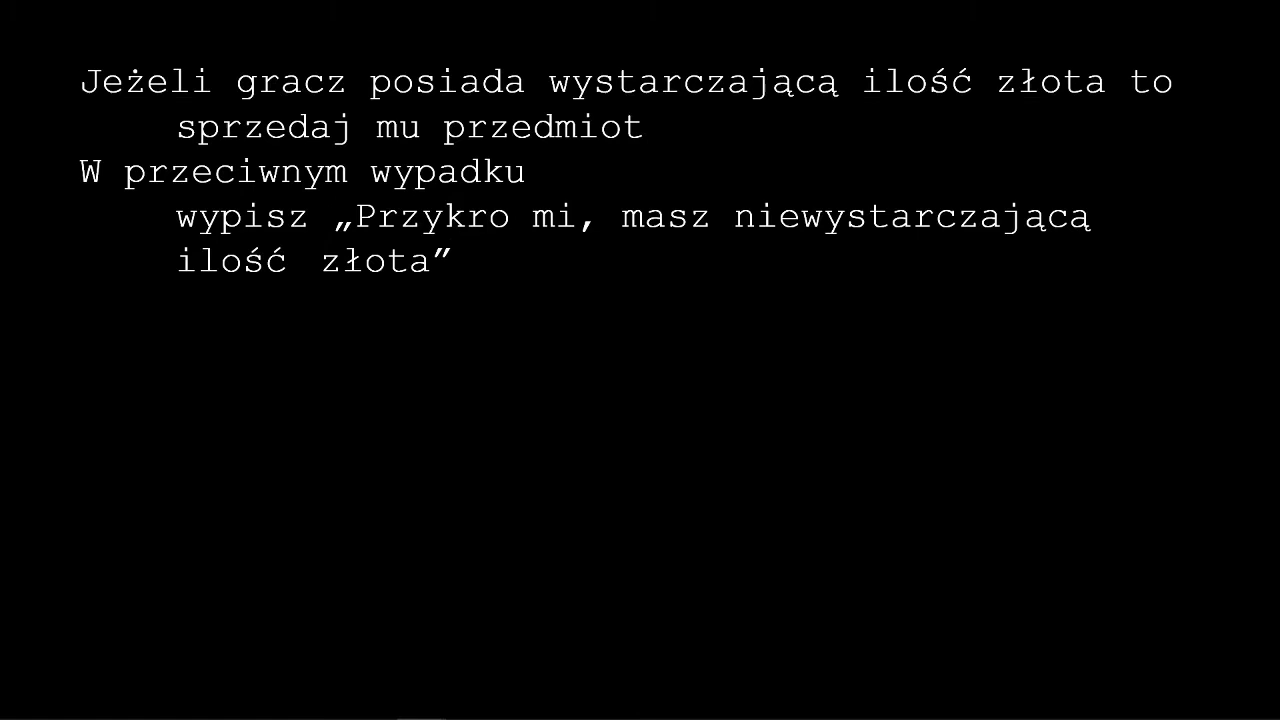 Jeżeli gracz posiada wystarczającą ilość złota to
sprzedaj mu przedmiot
W przeciwnym wypadku
wypisz „Przykro mi, masz niewystarczającą
ilość złota”